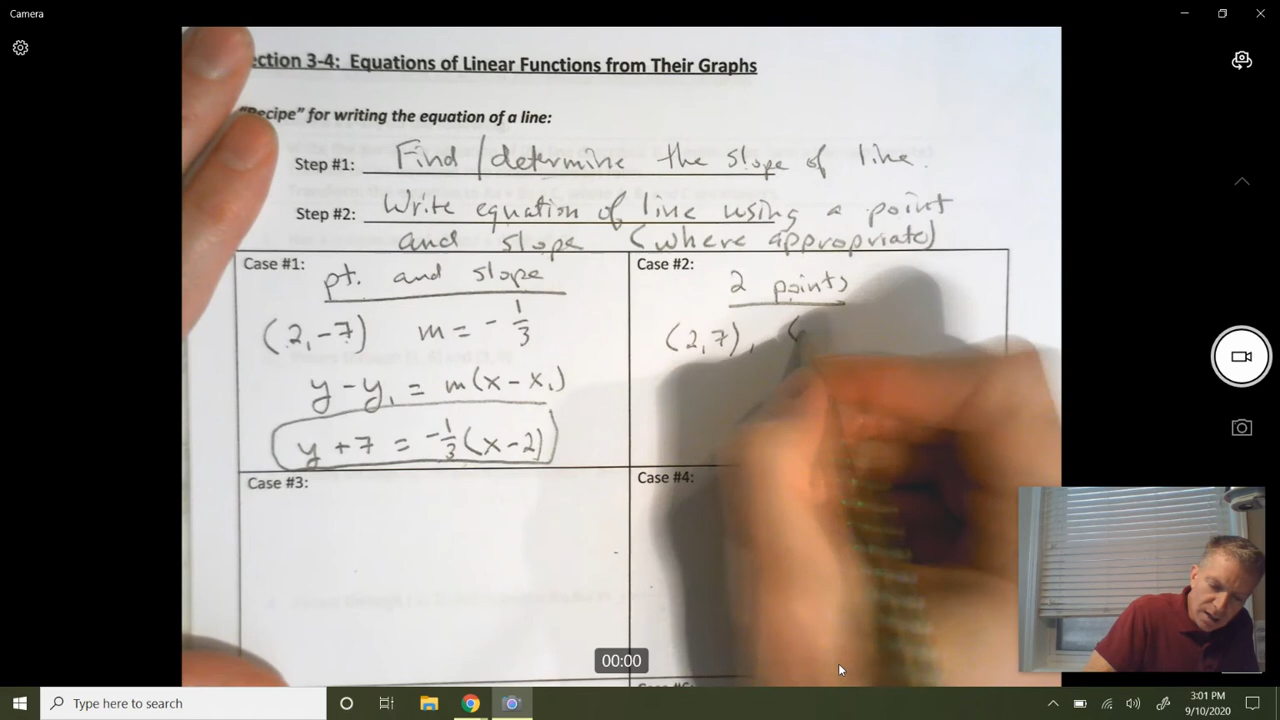 Camera
ection 3-4: Equations of Linear Functions from Their Graphs
"Recipe" for writing the equation of a line:
Step #1: Find / determine the slope of line.
Step #2: Write equation of line using a point
and slope (where appropriate)
Case #1:
pt. and slope
(2, -7) m = -1/3
y - y₁ = m(x - x₁)
y + 7 = -1/3(x - 2)
Case #2:
2 points
(2,7), (
Case #3:
Case #4:
00:00
Type here to search
3:01 PM
9/10/2020